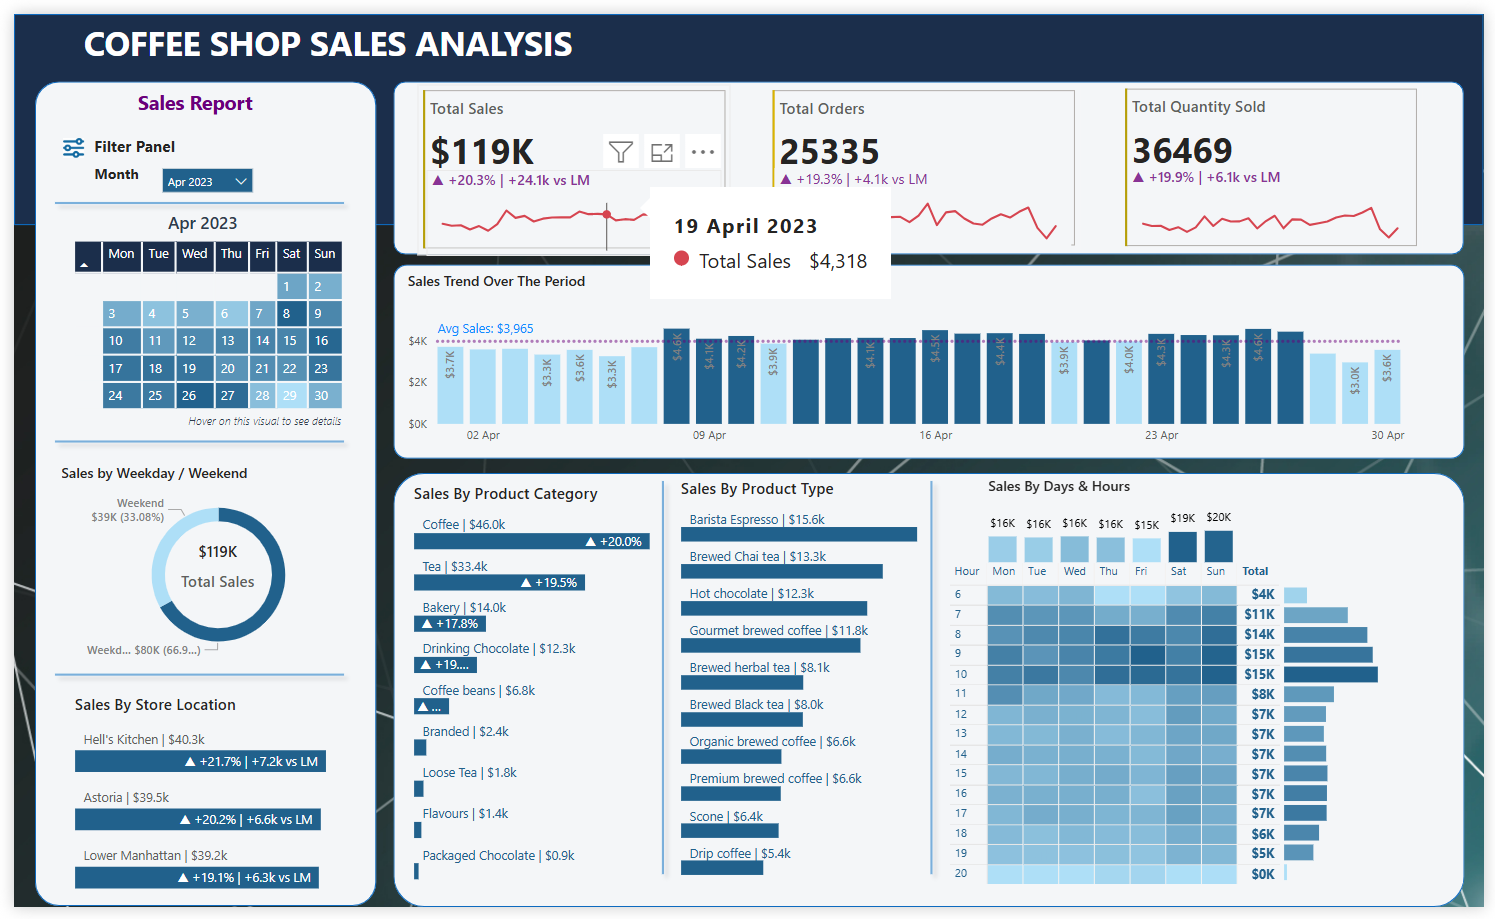 COFFEE SHOP SALES ANALYSIS
Sales Report
Filter Panel
Month
Apr 2023
Apr 2023
Mon Tue Wed Thu Fri Sat Sun
1 2
3 4 5 6 7 8 9
10 11 12 13 14 15 16
17 18 19 20 21 22 23
24 25 26 27 28 29 30
Hover on this visual to see details
Sales by Weekday / Weekend
Weekend
$39K (33.08%)
$119K
Total Sales
Weekd... $80K (66.9...)
Sales By Store Location
Hell's Kitchen | $40.3k
▲ +21.7% | +7.2k vs LM
Astoria | $39.5k
▲ +20.2% | +6.6k vs LM
Lower Manhattan | $39.2k
▲ +19.1% | +6.3k vs LM
Total Sales
$119K
▲ +20.3% | +24.1k vs LM
Total Orders
25335
▲ +19.3% | +4.1k vs LM
Total Quantity Sold
36469
▲ +19.9% | +6.1k vs LM
19 April 2023
Total Sales $4,318
Sales Trend Over The Period
Avg Sales: $3,965
$4K
$2K
$0K
$3.7K $3.3K $3.6K $3.3K $4.6K $4.1K $4.2K $3.9K $4.1K $4.5K $4.4K $3.9K $4.0K $4.3K $4.3K $4.6K $3.0K $3.6K
02 Apr 09 Apr 16 Apr 23 Apr 30 Apr
Sales By Product Category
Coffee | $46.0k
▲ +20.0%
Tea | $33.4k
▲ +19.5%
Bakery | $14.0k
▲ +17.8%
Drinking Chocolate | $12.3k
▲ +19....
Coffee beans | $6.8k
▲ ...
Branded | $2.4k
Loose Tea | $1.8k
Flavours | $1.4k
Packaged Chocolate | $0.9k
Sales By Product Type
Barista Espresso | $15.6k
Brewed Chai tea | $13.3k
Hot chocolate | $12.3k
Gourmet brewed coffee | $11.8k
Brewed herbal tea | $8.1k
Brewed Black tea | $8.0k
Organic brewed coffee | $6.6k
Premium brewed coffee | $6.6k
Scone | $6.4k
Drip coffee | $5.4k
Sales By Days & Hours
$16K $16K $16K $16K $15K $19K $20K
Hour Mon Tue Wed Thu Fri Sat Sun Total
6 $4K
7 $11K
8 $14K
9 $15K
10 $15K
11 $8K
12 $7K
13 $7K
14 $7K
15 $7K
16 $7K
17 $7K
18 $6K
19 $5K
20 $0K